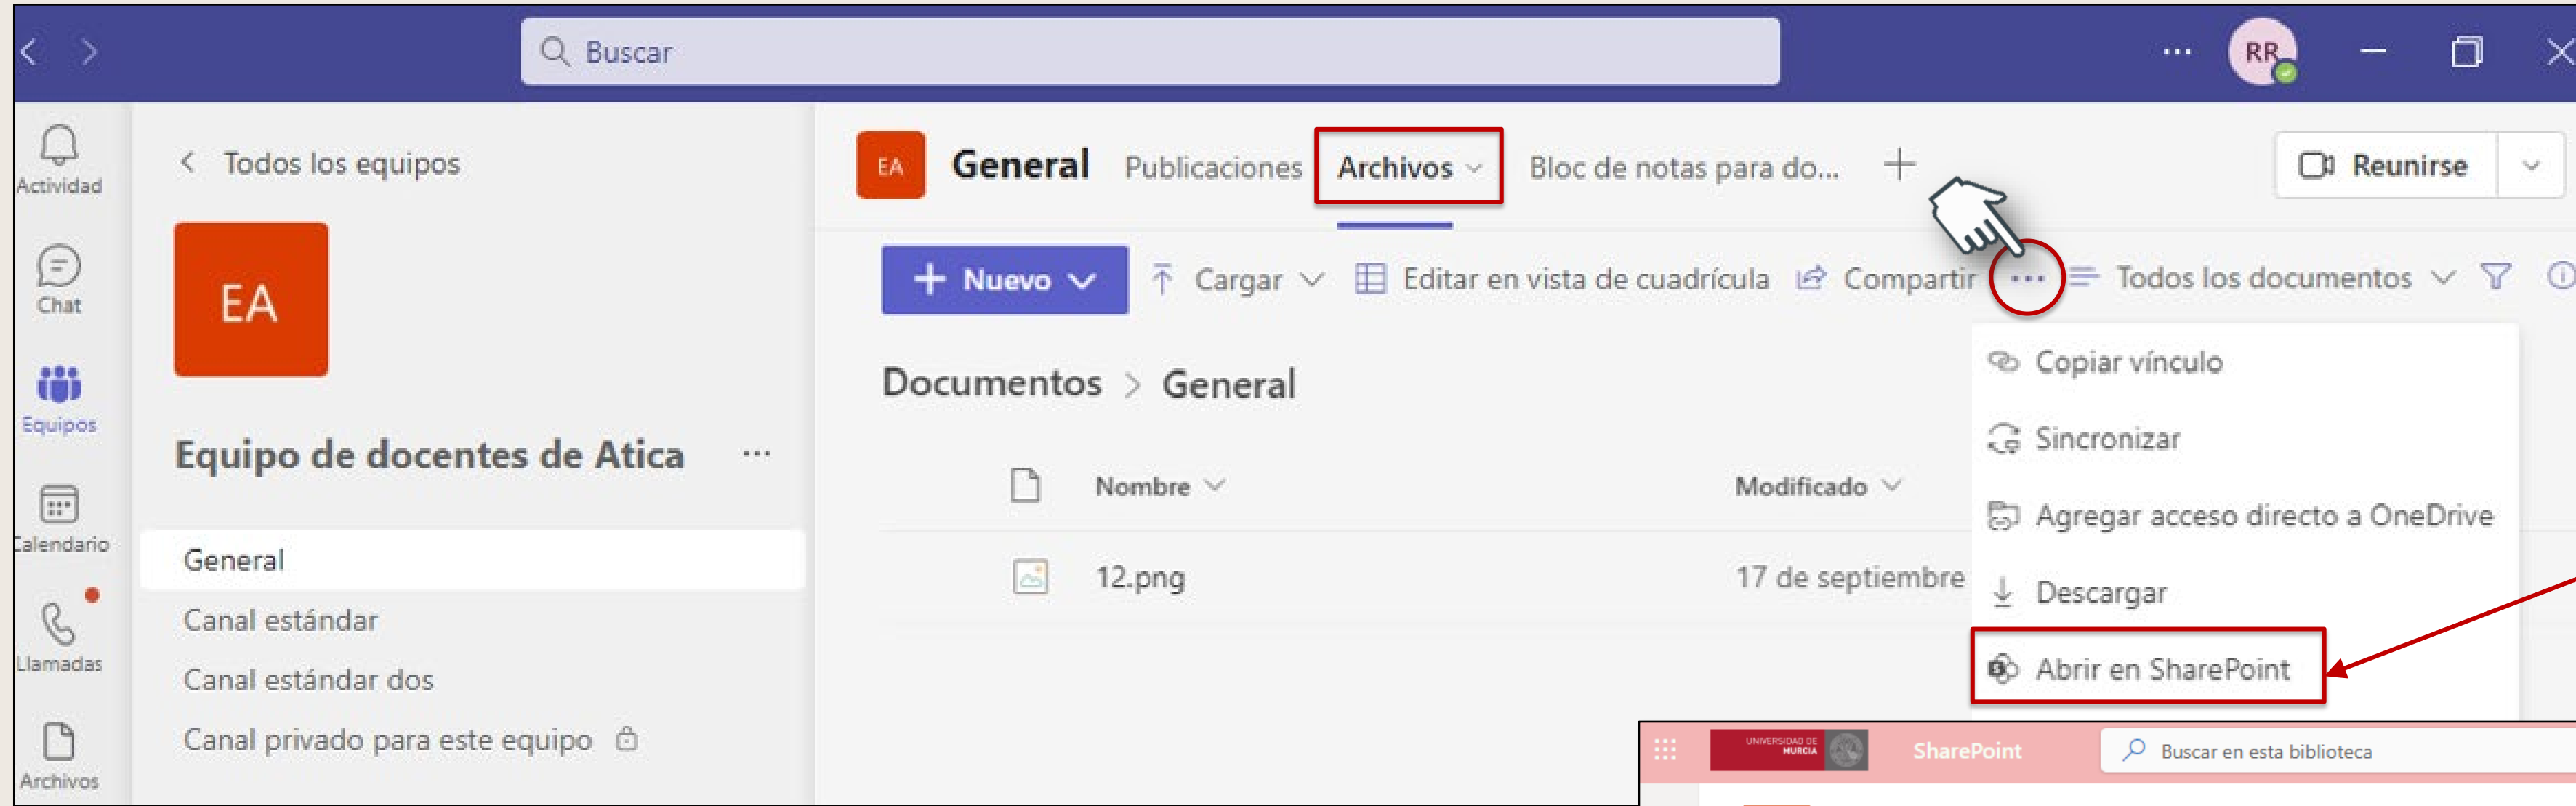 Buscar
RR
Actividad
Chat
Equipos
Calendario
Llamadas
Archivos
Todos los equipos
EA
Equipo de docentes de Atica
General
Canal estándar
Canal estándar dos
Canal privado para este equipo
EA General Publicaciones Archivos Bloc de notas para do...
Reunirse
Nuevo Cargar Editar en vista de cuadrícula Compartir ... Todos los documentos
Documentos > General
Nombre Modificado
12.png 17 de septiembre
Copiar vínculo
Sincronizar
Agregar acceso directo a OneDrive
Descargar
Abrir en SharePoint
UNIVERSIDAD DE
MURCIA
SharePoint Buscar en esta biblioteca